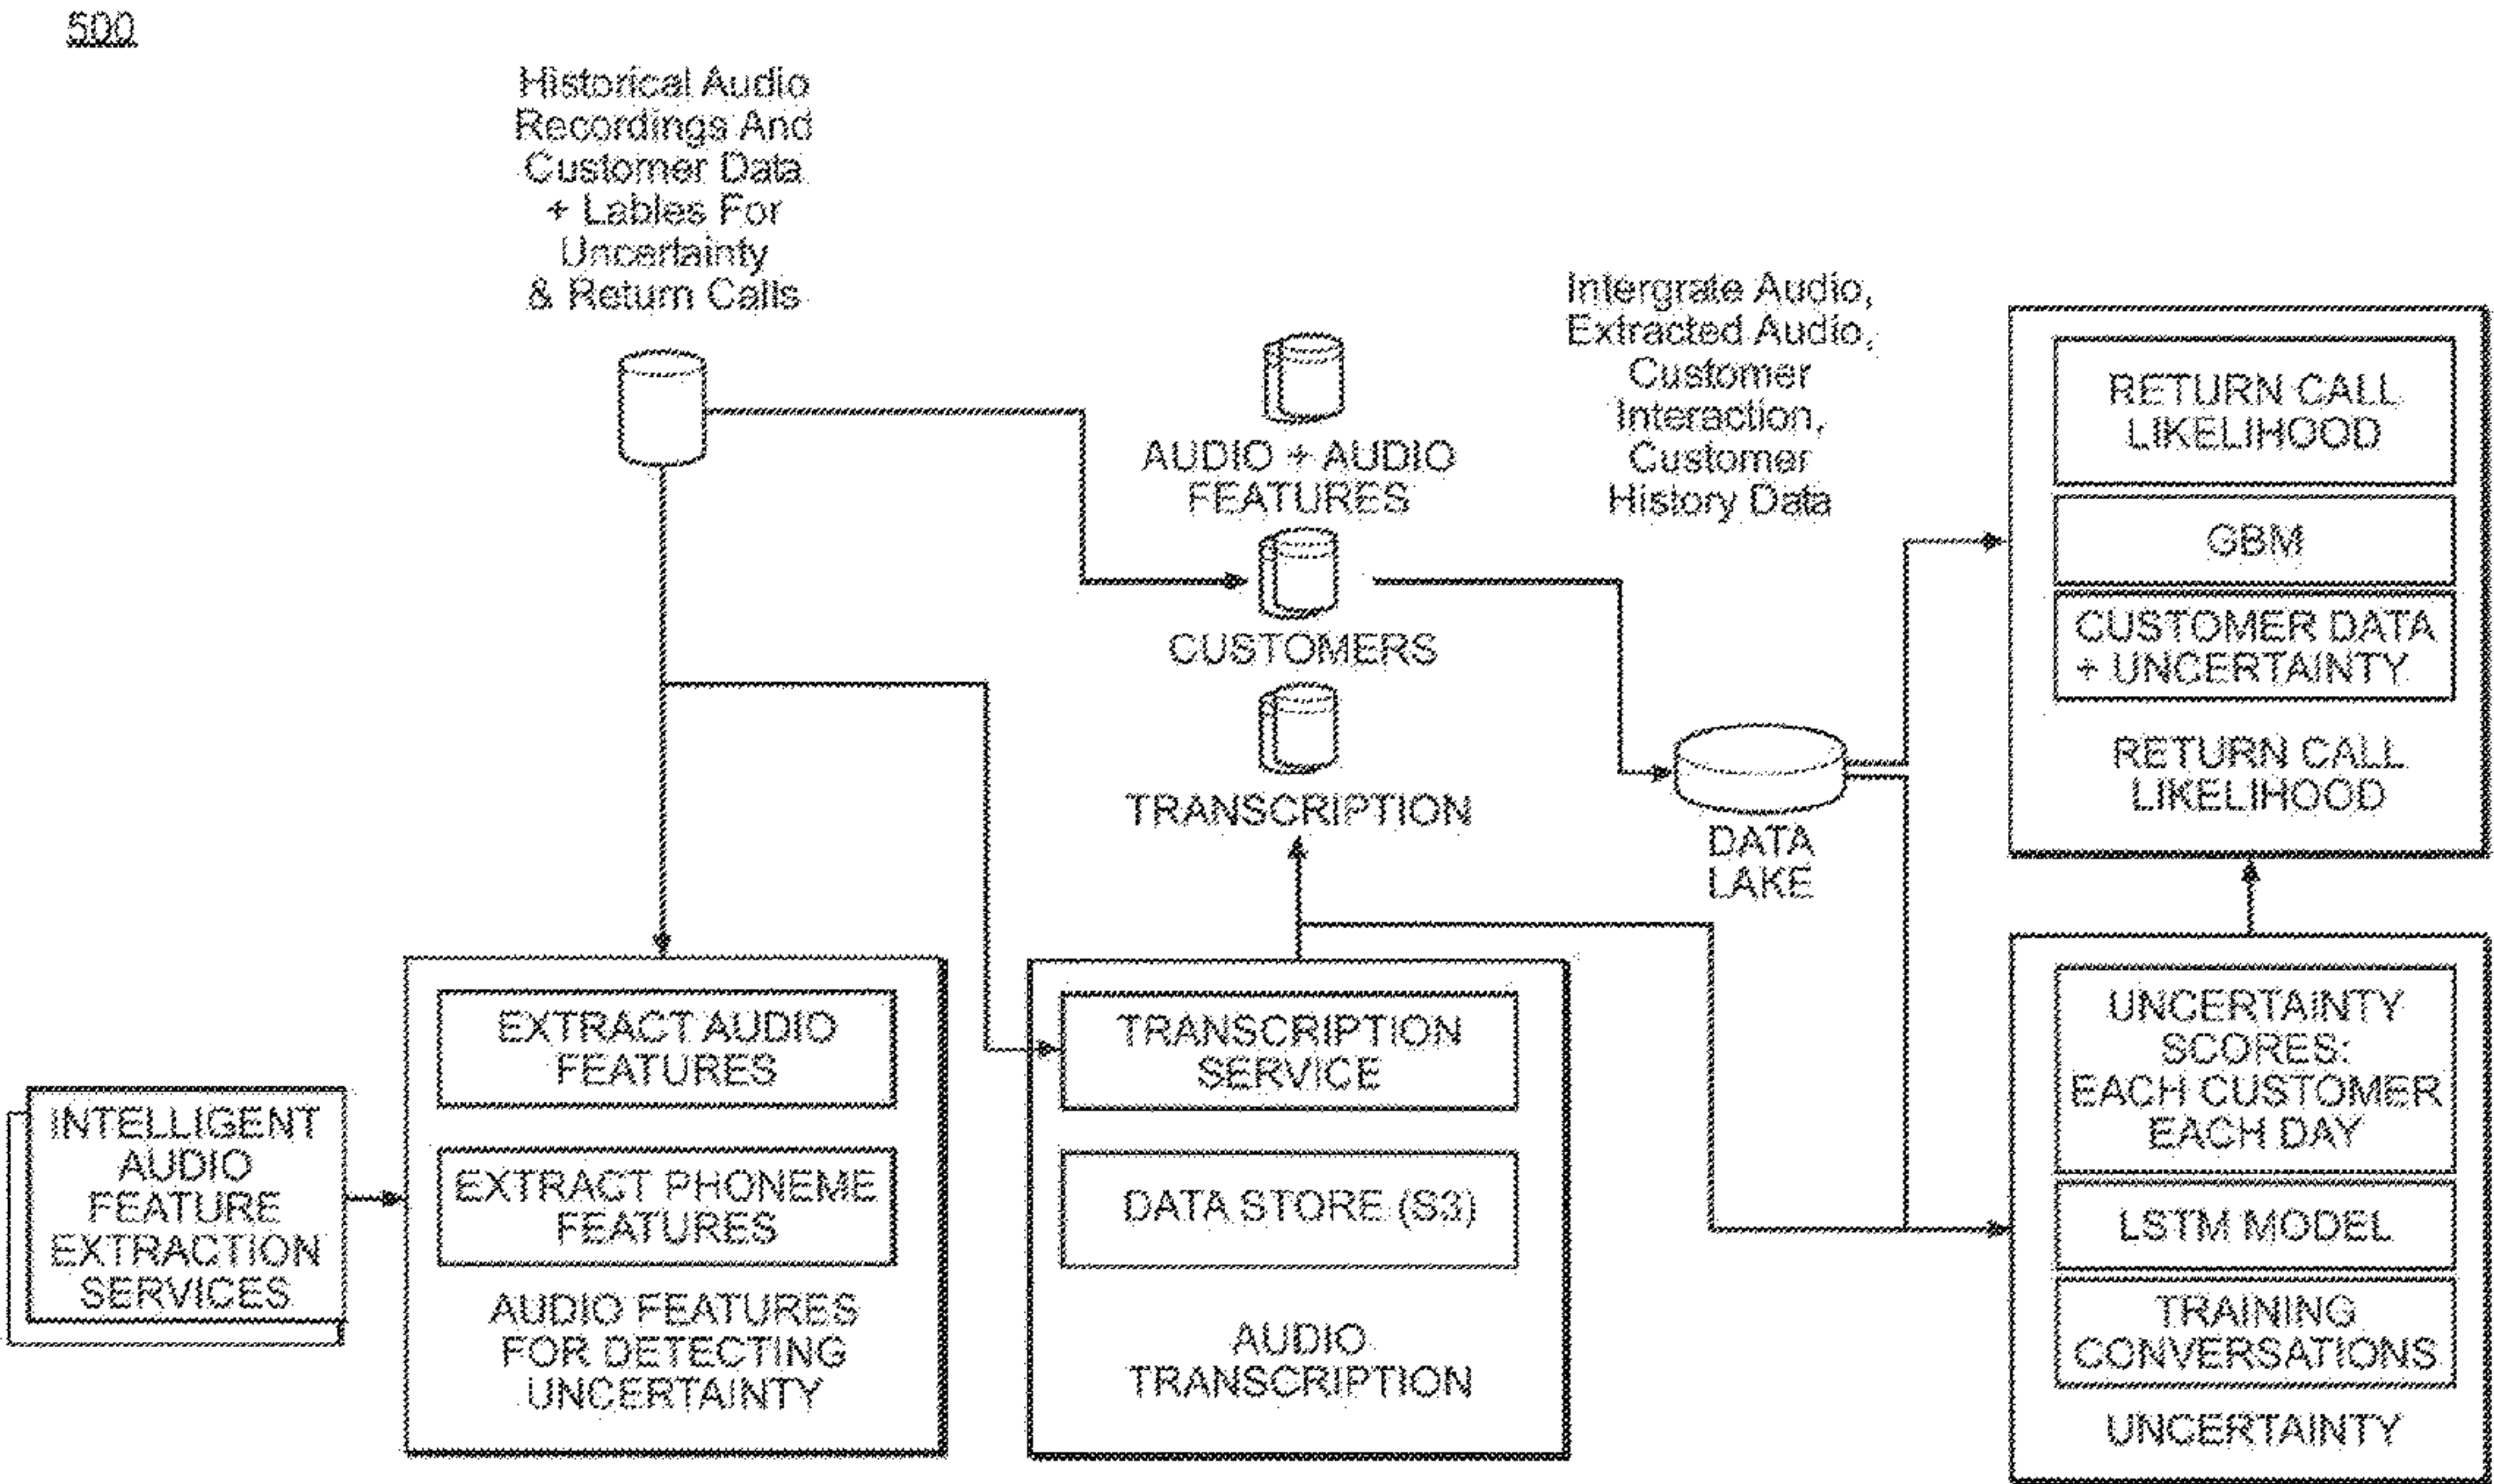 500
Historical Audio
Recordings And
Customer Data
+ Lables For
Uncertainty
& Return Calls
AUDIO + AUDIO
FEATURES
CUSTOMERS
TRANSCRIPTION
Intergrate Audio,
Extracted Audio,
Customer
Interaction,
Customer
History Data
DATA
LAKE
RETURN CALL
LIKELIHOOD
GBM
CUSTOMER DATA
+ UNCERTAINTY
RETURN CALL
LIKELIHOOD
INTELLIGENT
AUDIO
FEATURE
EXTRACTION
SERVICES
EXTRACT AUDIO
FEATURES
EXTRACT PHONEME
FEATURES
AUDIO FEATURES
FOR DETECTING
UNCERTAINTY
TRANSCRIPTION
SERVICE
DATA STORE (S3)
AUDIO
TRANSCRIPTION
UNCERTAINTY
SCORES:
EACH CUSTOMER
EACH DAY
LSTM MODEL
TRAINING
CONVERSATIONS
UNCERTAINTY